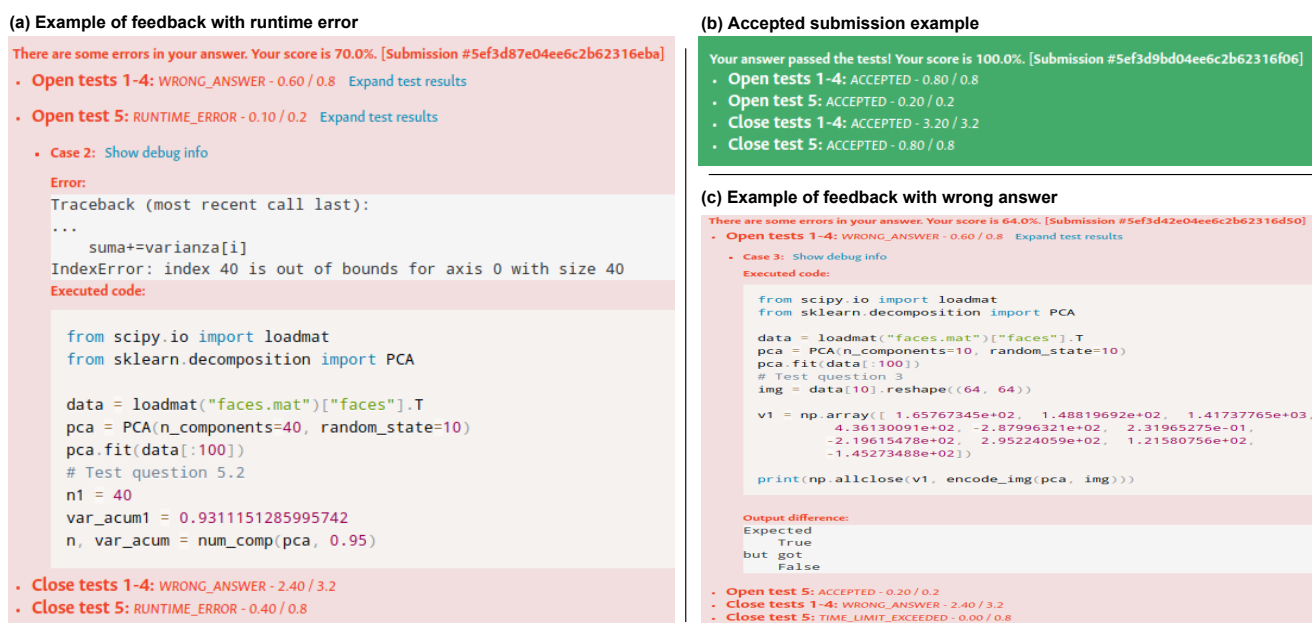 (a) Example of feedback with runtime error
There are some errors in your answer. Your score is 70.0%. [Submission #5ef3d87e04ee6c2b62316eba]
• Open tests 1-4: WRONG_ANSWER - 0.60 / 0.8 Expand test results
• Open test 5: RUNTIME_ERROR - 0.10 / 0.2 Expand test results
▪ Case 2: Show debug info
Error:
Traceback (most recent call last):
...
    suma+=varianza[i]
IndexError: index 40 is out of bounds for axis 0 with size 40
Executed code:
from scipy.io import loadmat
from sklearn.decomposition import PCA
data = loadmat("faces.mat")["faces"].T
pca = PCA(n_components=40, random_state=10)
pca.fit(data[:100])
# Test question 5.2
n1 = 40
var_acum1 = 0.9311151285995742
n, var_acum = num_comp(pca, 0.95)
• Close tests 1-4: WRONG_ANSWER - 2.40 / 3.2
• Close test 5: RUNTIME_ERROR - 0.40 / 0.8
(b) Accepted submission example
Your answer passed the tests! Your score is 100.0%. [Submission #5ef3d9bd04ee6c2b62316f06]
• Open tests 1-4: ACCEPTED - 0.80 / 0.8
• Open test 5: ACCEPTED - 0.20 / 0.2
• Close tests 1-4: ACCEPTED - 3.20 / 3.2
• Close test 5: ACCEPTED - 0.80 / 0.8
(c) Example of feedback with wrong answer
There are some errors in your answer. Your score is 64.0%. [Submission #5ef3d42e04ee6c2b62316d50]
• Open tests 1-4: WRONG_ANSWER - 0.60 / 0.8 Expand test results
▪ Case 3: Show debug info
Executed code:
from scipy.io import loadmat
from sklearn.decomposition import PCA
data = loadmat("faces.mat")["faces"].T
pca = PCA(n_components=10, random_state=10)
pca.fit(data[:100])
# Test question 3
img = data[10].reshape((64, 64))
v1 = np.array([ 1.65767345e+02, 1.48819692e+02, 1.41737765e+03,
4.36130091e+02, -2.87996321e+02, 2.31965275e-01,
-2.19615478e+02, 2.95224059e+02, 1.21580756e+02,
-1.45273488e+02])
print(np.allclose(v1, encode_img(pca, img)))
Output difference:
Expected
    True
but got
    False
• Open test 5: ACCEPTED - 0.20 / 0.2
• Close tests 1-4: WRONG_ANSWER - 2.40 / 3.2
• Close test 5: TIME_LIMIT_EXCEEDED - 0.00 / 0.8